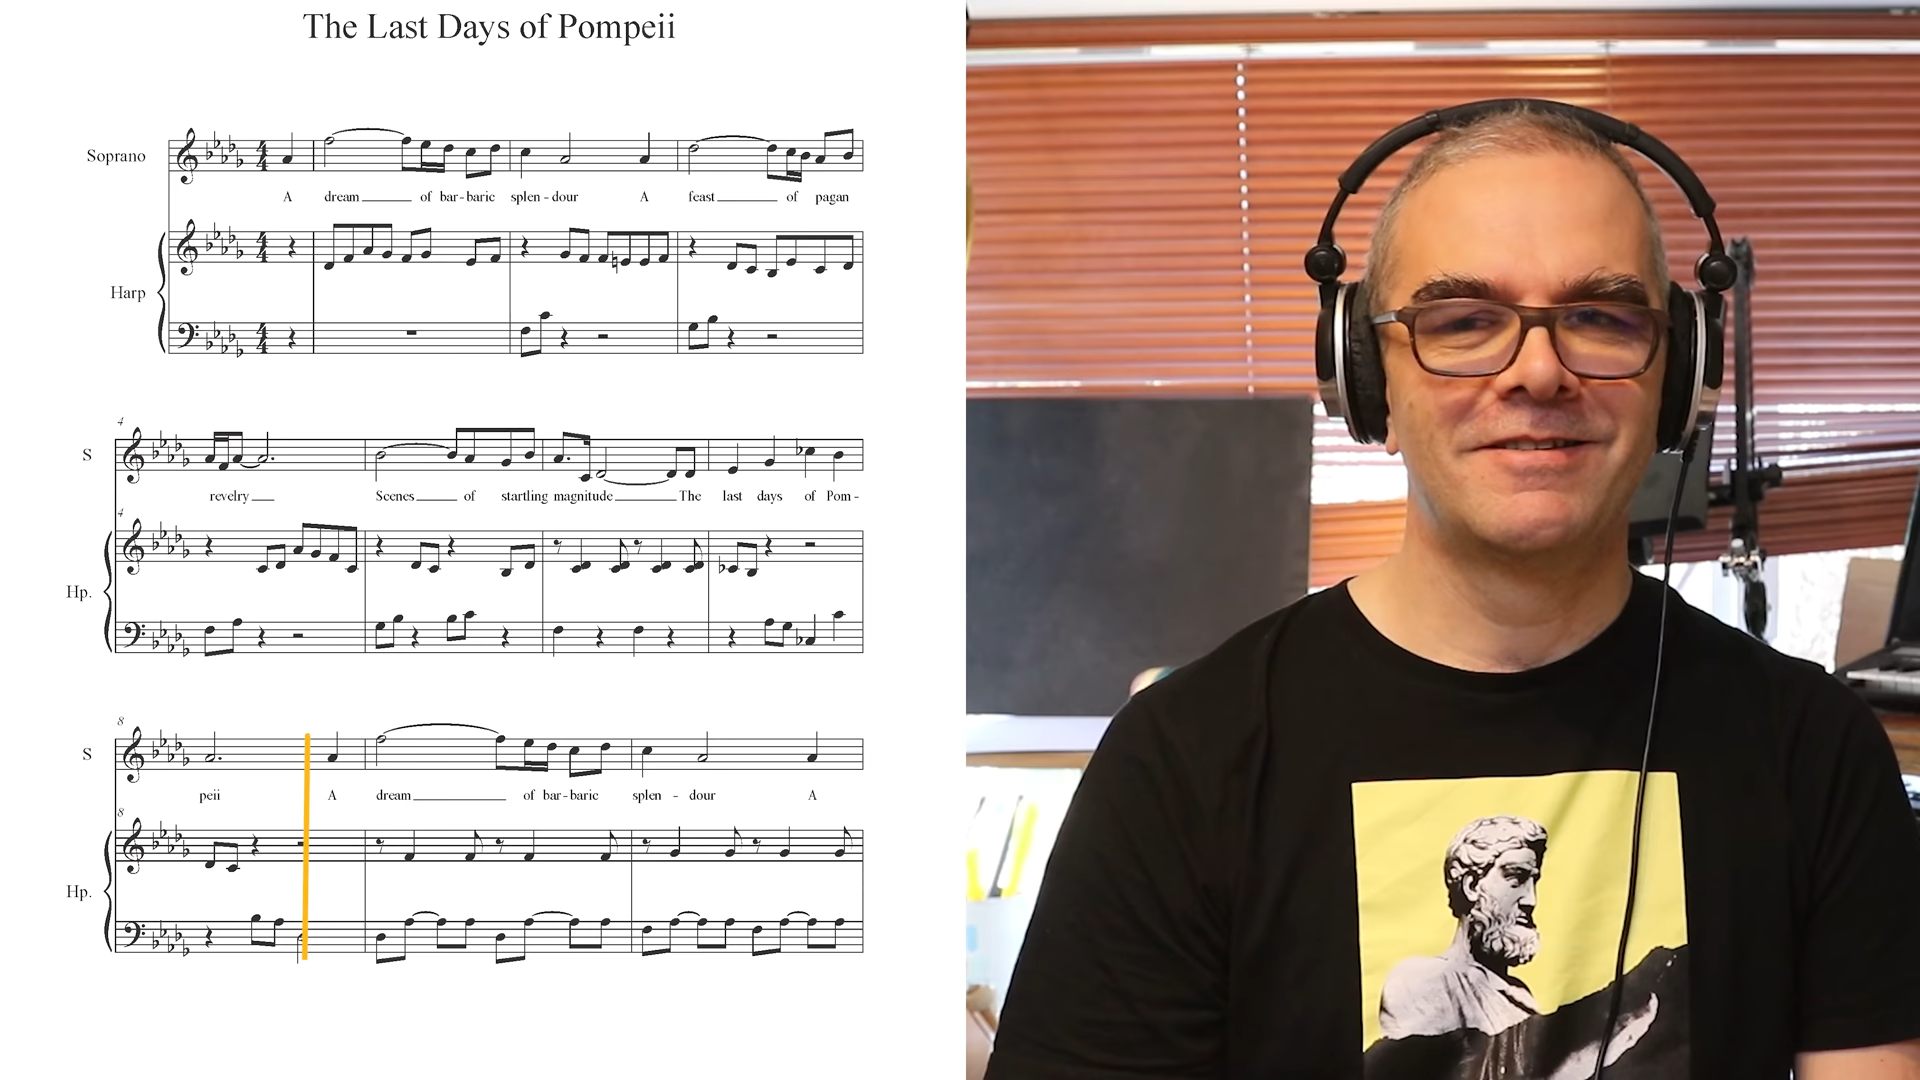 The Last Days of Pompeii
Soprano
A dream of bar-baric splen-dour A feast of pagan
Harp
4
S
revelry Scenes of startling magnitude The last days of Pom-
4
Hp.
8
S
peii A dream of bar-baric splen-dour A
8
Hp.